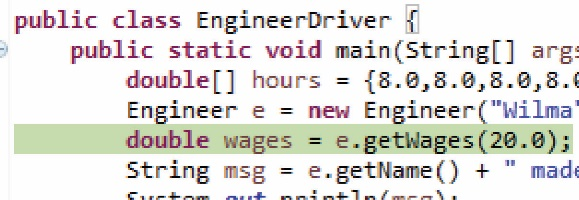 public class EngineerDriver {
public static void main(String[] args
double[] hours = {8.0,8.0,8.0,8.0
Engineer e = new Engineer("Wilma"
double wages = e.getWages(20.0);
String msg = e.getName() + " made
System.out.println(msg);